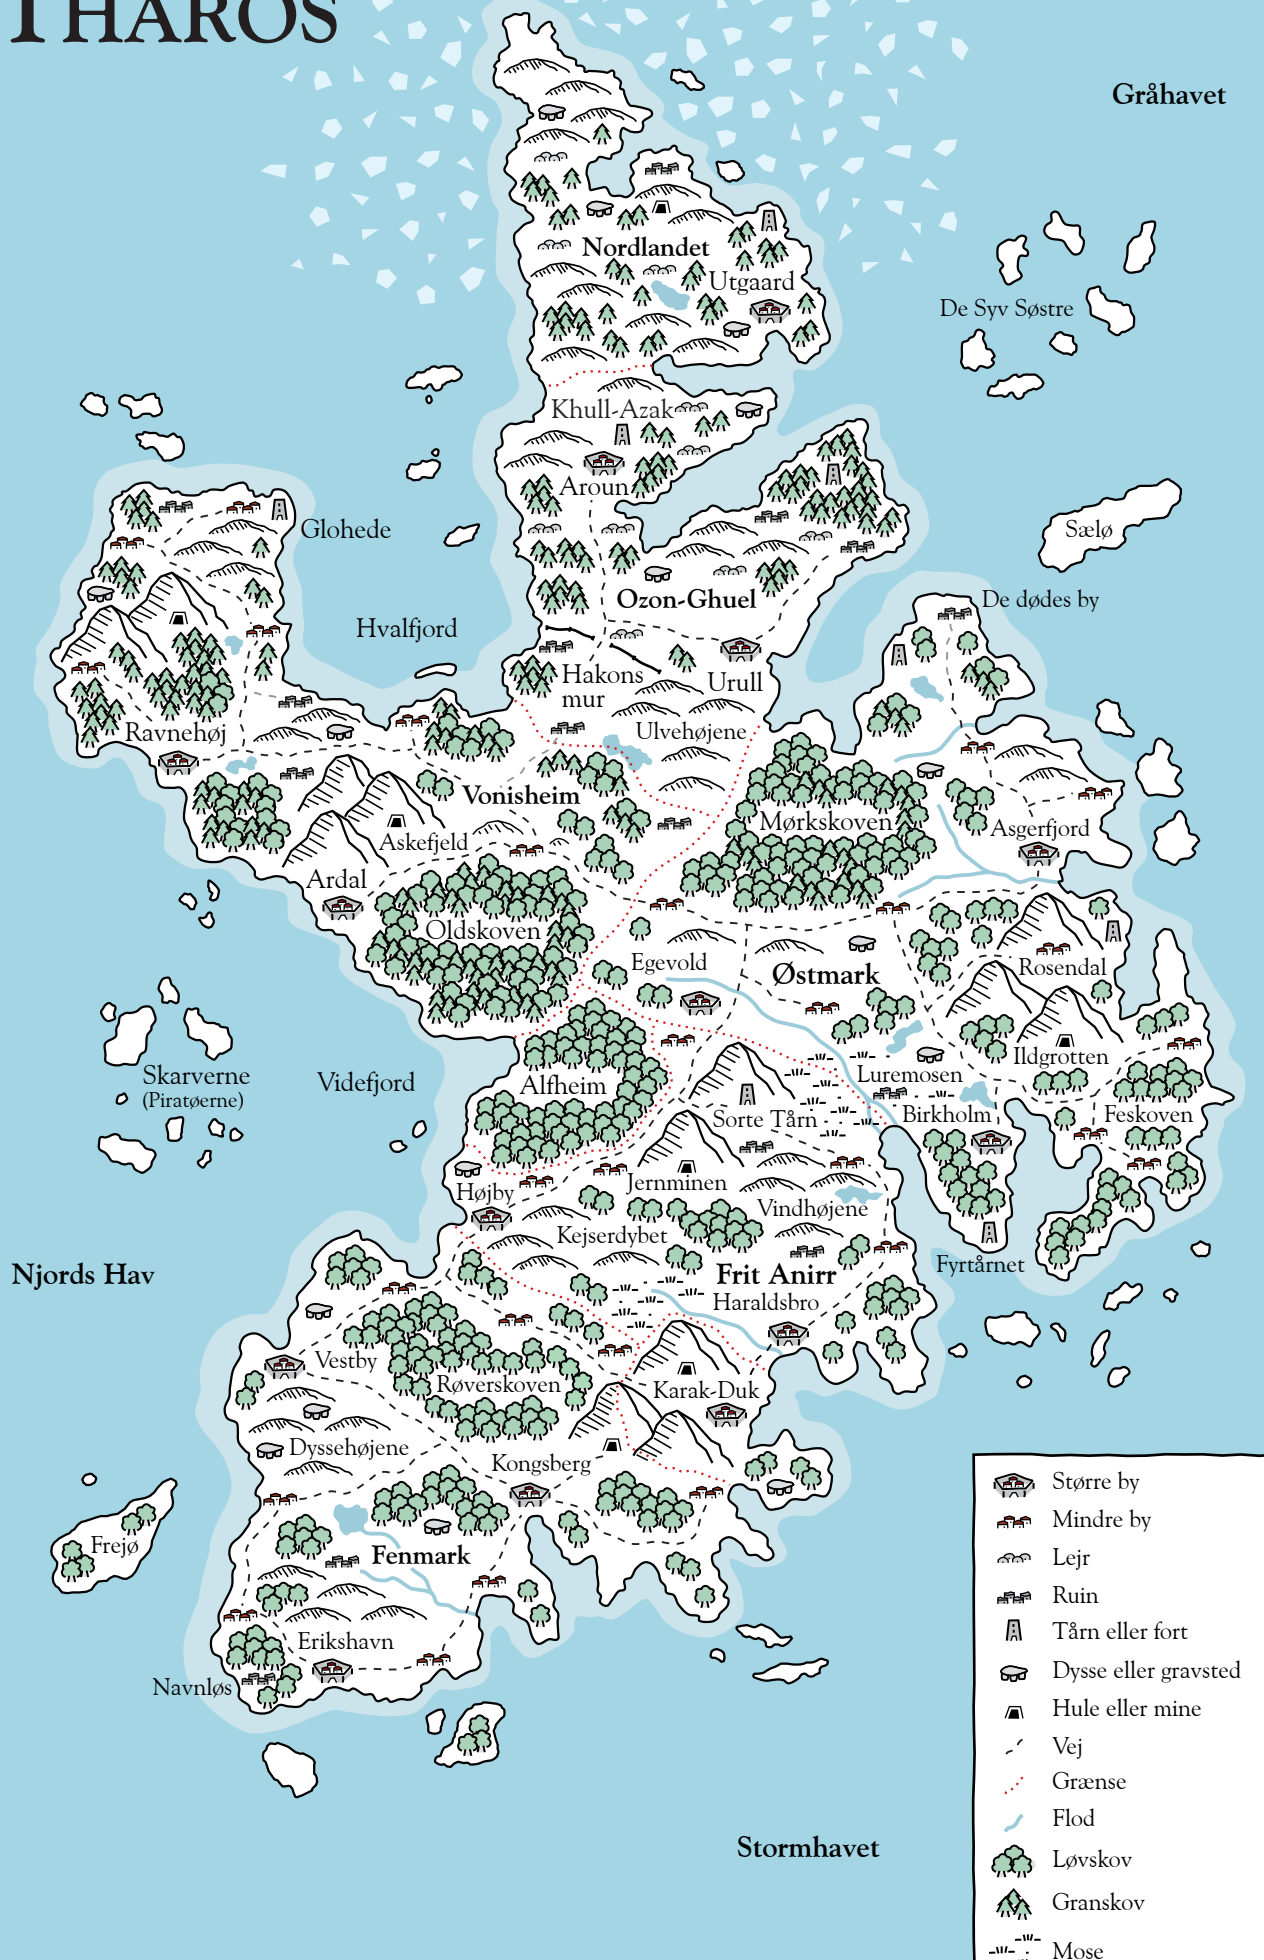 THAROS
Gråhavet
Nordlandet
Utgaard
De Syv Søstre
Khull-Azak
Aroun
Glohede
Sælø
Ozon-Ghuel
De dødes by
Hvalfjord
Hakons
mur
Urull
Ravnehøj
Ulvehøjene
Vonisheim
Mørkskoven
Asgerfjord
Askefjeld
Ardal
Oldskoven
Egevold
Østmark
Rosendal
Ildgrotten
Skarverne
(Piratøerne)
Videfjord
Alfheim
Luremosen
Birkholm
Feskoven
Sorte Tårn
Højby
Jernminen
Vindhøjene
Kejserdybet
Fyrtårnet
Njords Hav
Frit Anirr
Haraldsbro
Vestby
Røverskoven
Karak-Duk
Dyssehøjene
Kongsberg
Frejø
Fenmark
Erikshavn
Navnløs
Stormhavet
Større by
Mindre by
Lejr
Ruin
Tårn eller fort
Dysse eller gravsted
Hule eller mine
Vej
Grænse
Flod
Løvskov
Granskov
Mose